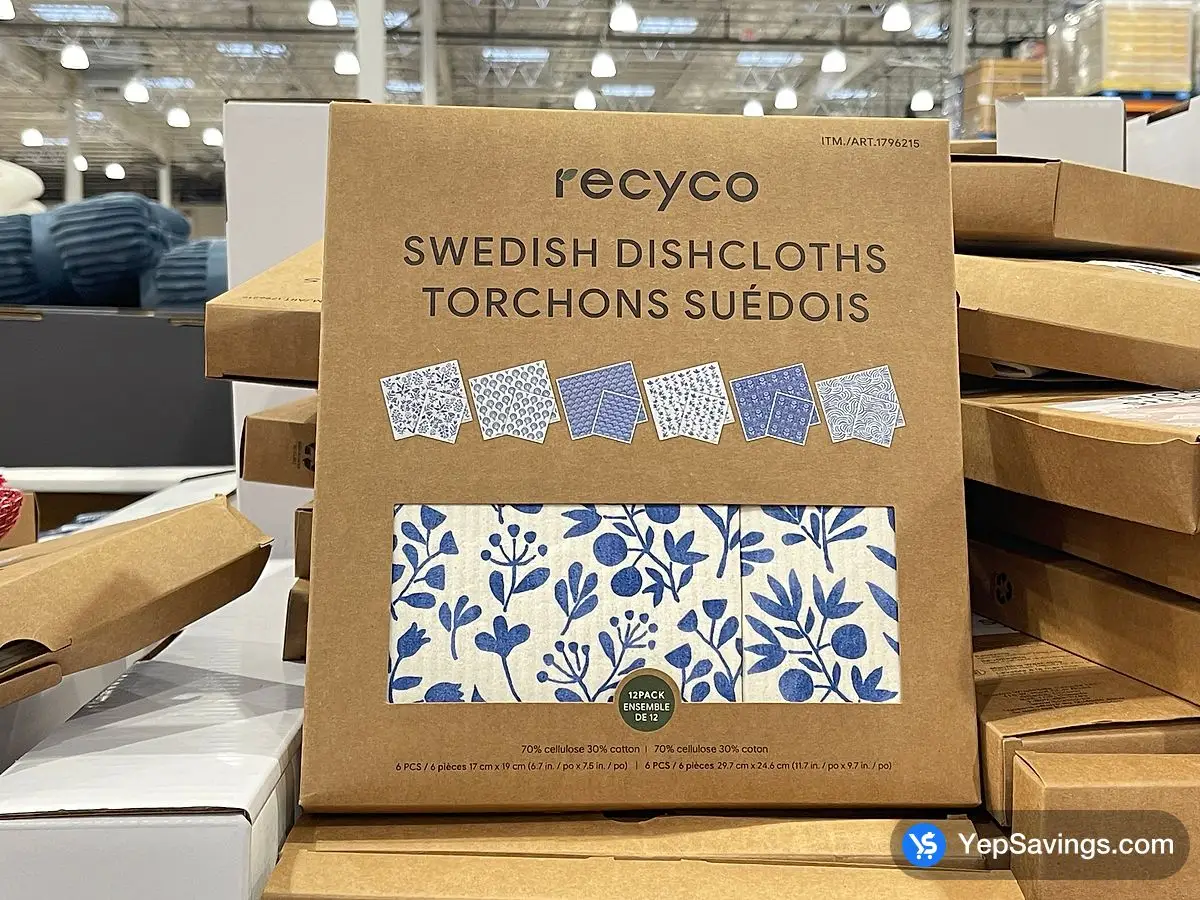 ITM./ART.1796215
recyco
SWEDISH DISHCLOTHS
TORCHONS SUÉDOIS
12PACK
ENSEMBLE
DE 12
70% cellulose 30% cotton | 70% cellulose 30% coton
6 PCS / 6 pièces 17 cm x 19 cm (6.7 in. / po x 7.5 in. / po) | 6 PCS / 6 pièces 29.7 cm x 24.6 cm (11.7 in. / po x 9.7 in. / po)
YepSavings.com